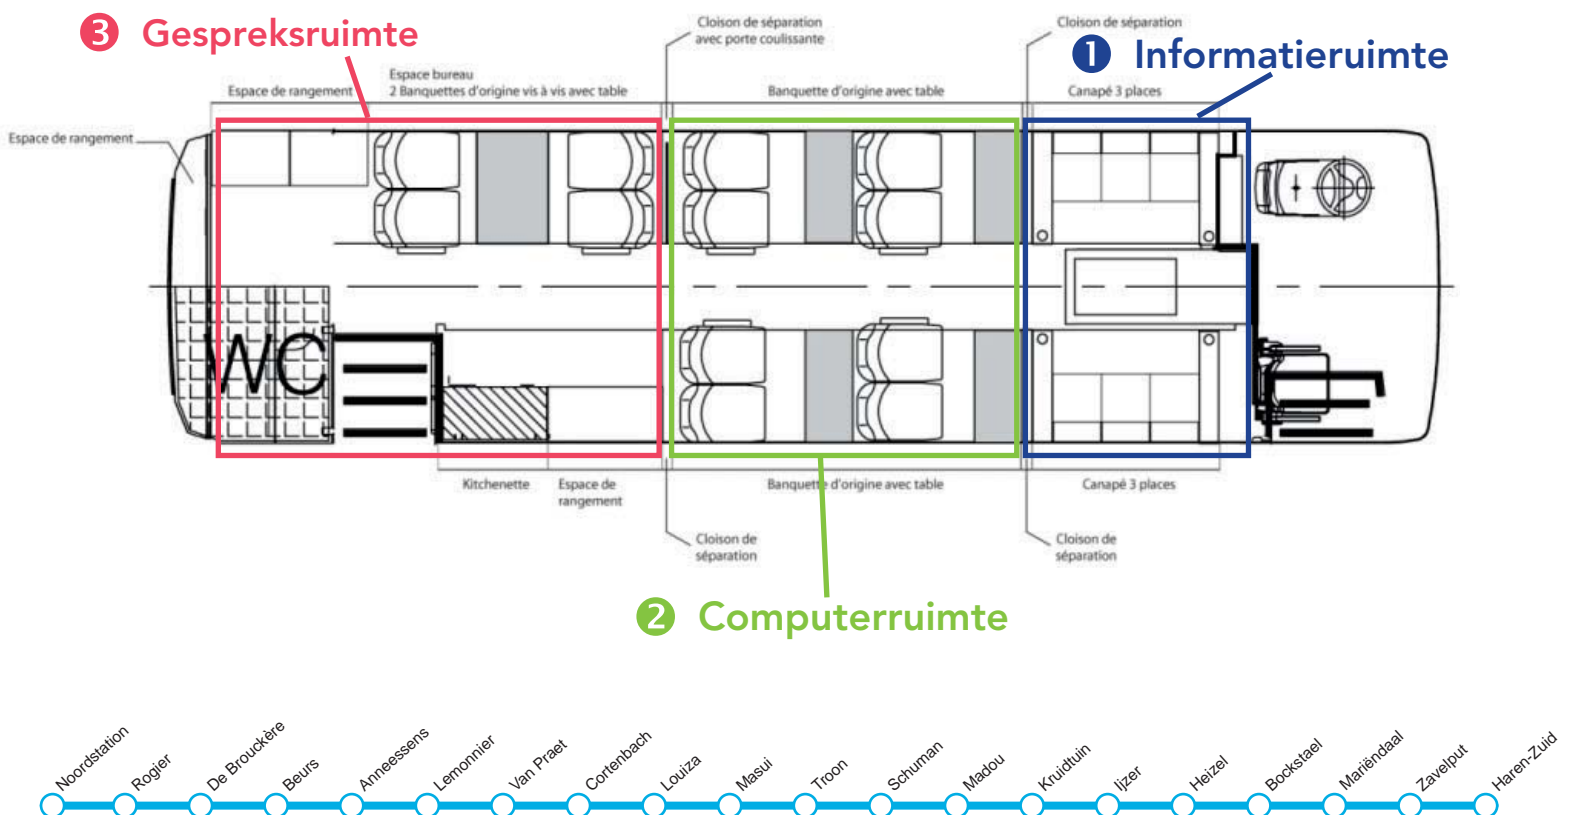 ❸ Gespreksruimte
Cloison de séparation
avec porte coulissante
Cloison de séparation
❶ Informatieruimte
Espace de rangement
Espace bureau
2 Banquettes d'origine vis à vis avec table
Banquette d'origine avec table
Canapé 3 places
Espace de rangement
WC
Kitchenette
Espace de
rangement
Banquette d'origine avec table
Canapé 3 places
Cloison de
séparation
Cloison de
séparation
❷ Computerruimte
Noordstation
Rogier
De Brouckère
Beurs
Anneessens
Lemonnier
Van Praet
Cortenbach
Louiza
Masui
Troon
Schuman
Madou
Kruidtuin
Ijzer
Heizel
Bockstael
Mariëndaal
Zavelput
Haren-Zuid